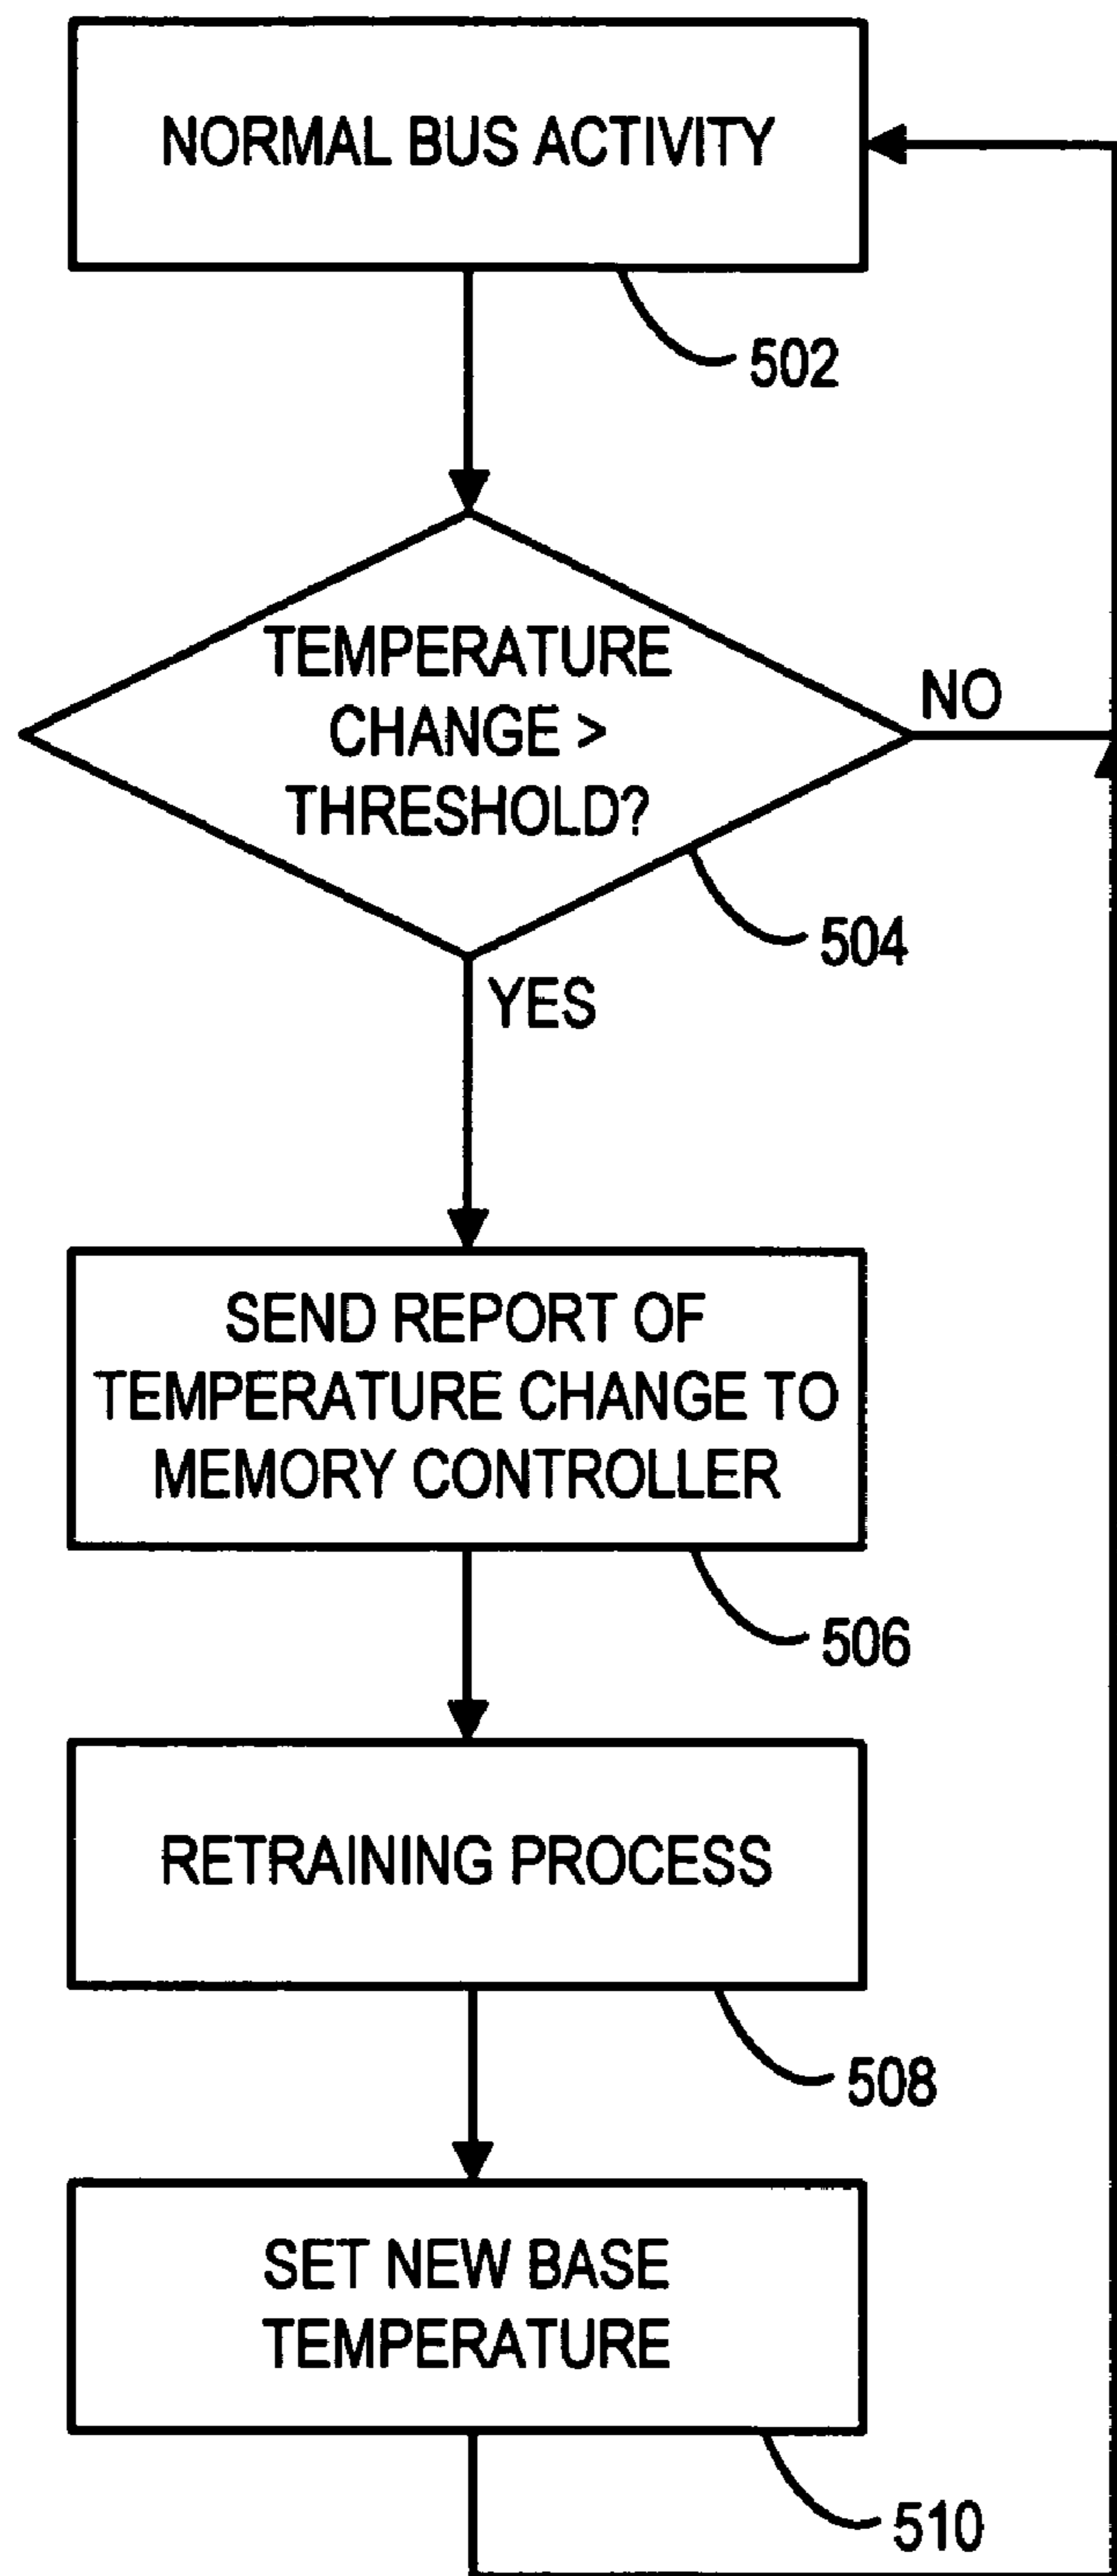 NORMAL BUS ACTIVITY
502
TEMPERATURE
CHANGE >
THRESHOLD?
NO
504
YES
SEND REPORT OF
TEMPERATURE CHANGE TO
MEMORY CONTROLLER
506
RETRAINING PROCESS
508
SET NEW BASE
TEMPERATURE
510